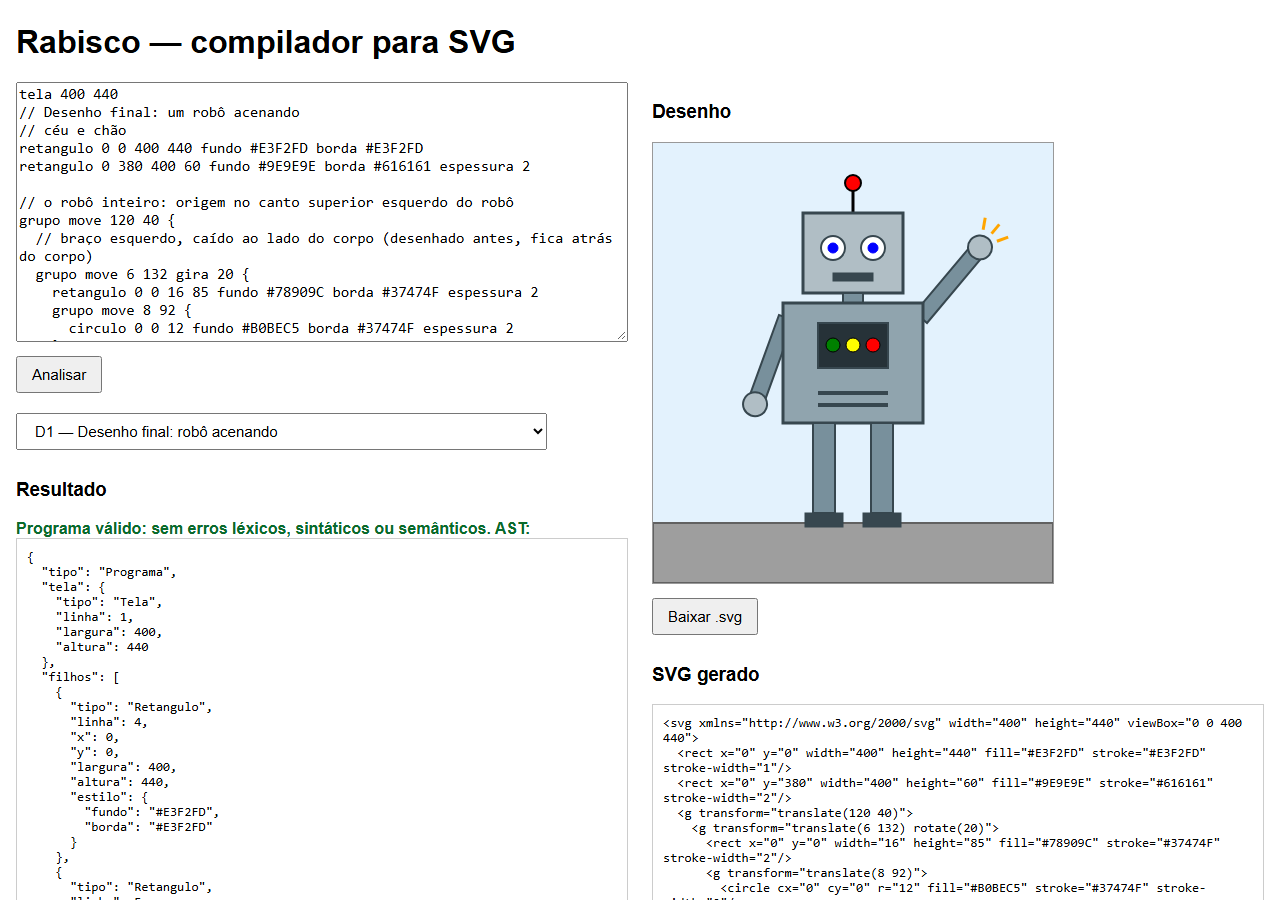 Rabisco — compilador para SVG
tela 400 440
// Desenho final: um robô acenando
// céu e chão
retangulo 0 0 400 440 fundo #E3F2FD borda #E3F2FD
retangulo 0 380 400 60 fundo #9E9E9E borda #616161 espessura 2
// o robô inteiro: origem no canto superior esquerdo do robô
grupo move 120 40 {
// braço esquerdo, caído ao lado do corpo (desenhado antes, fica atrás
do corpo)
grupo move 6 132 gira 20 {
retangulo 0 0 16 85 fundo #78909C borda #37474F espessura 2
grupo move 8 92 {
circulo 0 0 12 fundo #B0BEC5 borda #37474F espessura 2
Analisar
D1 — Desenho final: robô acenando
Resultado
Programa válido: sem erros léxicos, sintáticos ou semânticos. AST:
{
"tipo": "Programa",
"tela": {
"tipo": "Tela",
"linha": 1,
"largura": 400,
"altura": 440
},
"filhos": [
{
"tipo": "Retangulo",
"linha": 4,
"x": 0,
"y": 0,
"largura": 400,
"altura": 440,
"estilo": {
"fundo": "#E3F2FD",
"borda": "#E3F2FD"
}
},
{
"tipo": "Retangulo",
Desenho
Baixar .svg
SVG gerado
<svg xmlns="http://www.w3.org/2000/svg" width="400" height="440" viewBox="0 0 400
440">
<rect x="0" y="0" width="400" height="440" fill="#E3F2FD" stroke="#E3F2FD"
stroke-width="1"/>
<rect x="0" y="380" width="400" height="60" fill="#9E9E9E" stroke="#616161"
stroke-width="2"/>
<g transform="translate(120 40)">
<g transform="translate(6 132) rotate(20)">
<rect x="0" y="0" width="16" height="85" fill="#78909C" stroke="#37474F"
stroke-width="2"/>
<g transform="translate(8 92)">
<circle cx="0" cy="0" r="12" fill="#B0BEC5" stroke="#37474F" stroke-